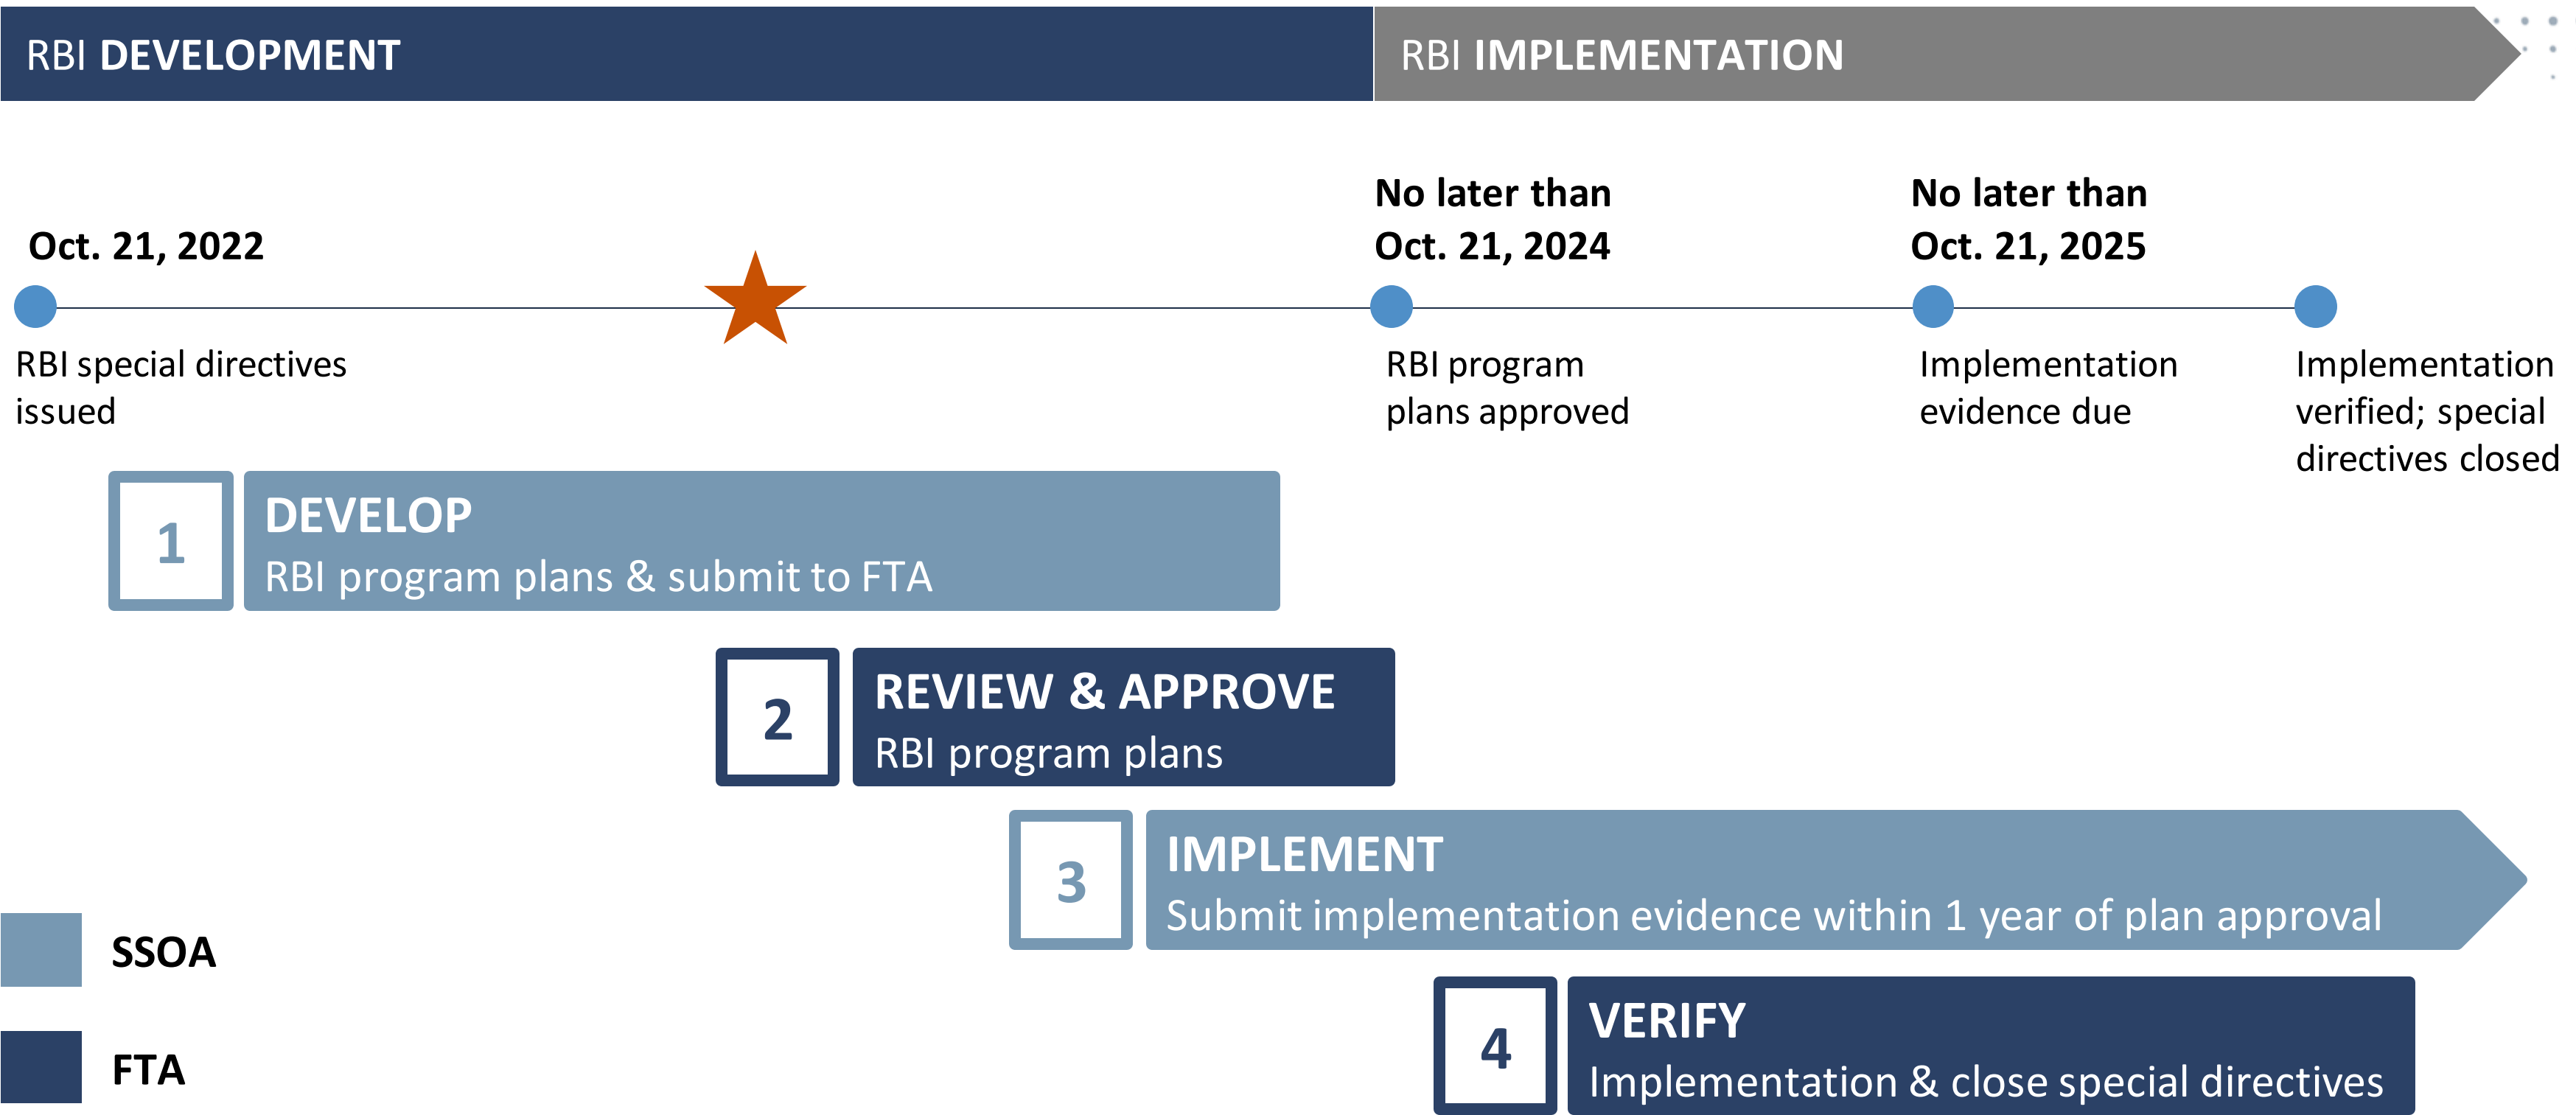 RBI DEVELOPMENT
RBI IMPLEMENTATION
Oct. 21, 2022
No later than
Oct. 21, 2024
No later than
Oct. 21, 2025
RBI special directives
issued
RBI program
plans approved
Implementation
evidence due
Implementation
verified; special
directives closed
1
DEVELOP
RBI program plans & submit to FTA
2
REVIEW & APPROVE
RBI program plans
3
IMPLEMENT
Submit implementation evidence within 1 year of plan approval
4
VERIFY
Implementation & close special directives
SSOA
FTA